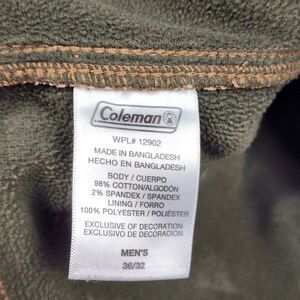 Coleman
WPL# 12902
MADE IN BANGLADESH
HECHO EN BANGLADESH
BODY / CUERPO
98% COTTON/ALGODÓN
2% SPANDEX / SPANDEX
LINING / FORRO
100% POLYESTER / POLIÉSTER
EXCLUSIVE OF DECORATION
EXCLUSIVO DE DECORACIÓN
MEN'S
36/32